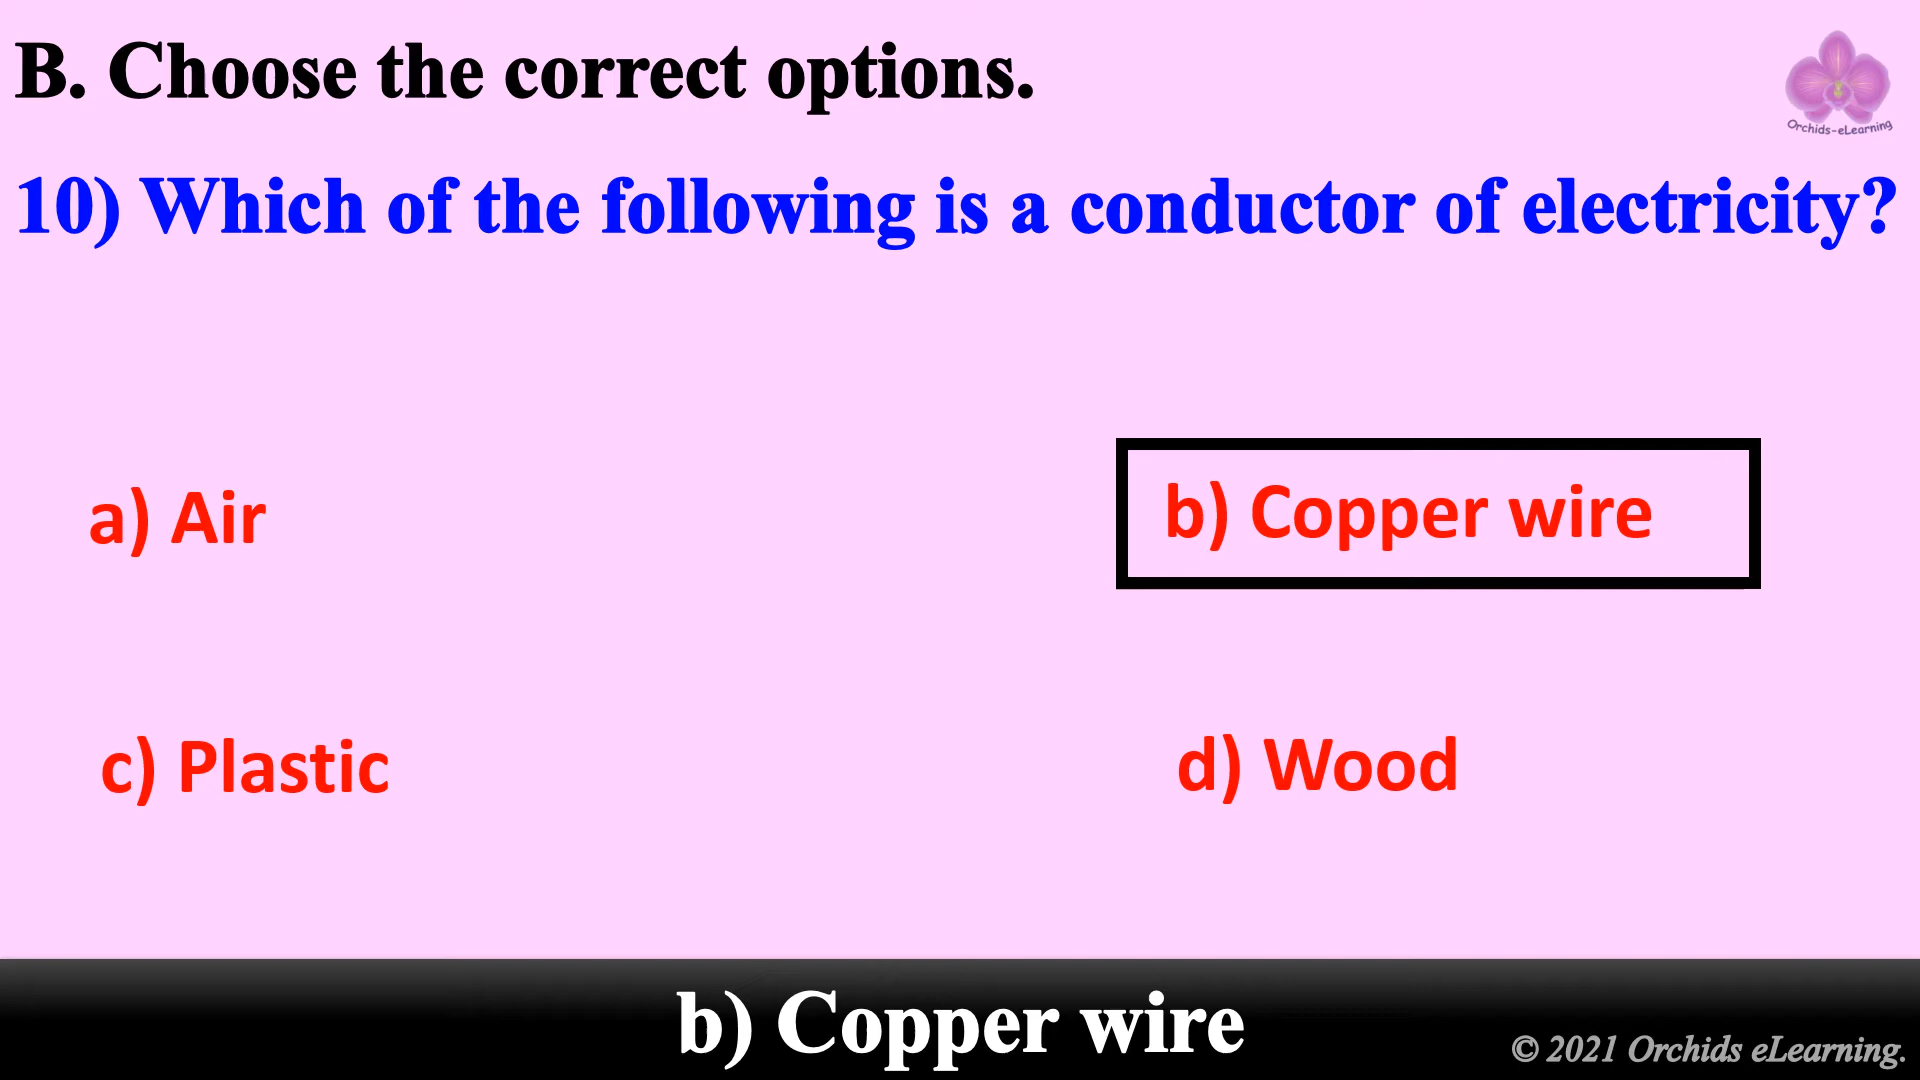 B. Choose the correct options.
Orchids-eLearning
10) Which of the following is a conductor of electricity?
a) Air
b) Copper wire
c) Plastic
d) Wood
b) Copper wire
© 2021 Orchids eLearning.